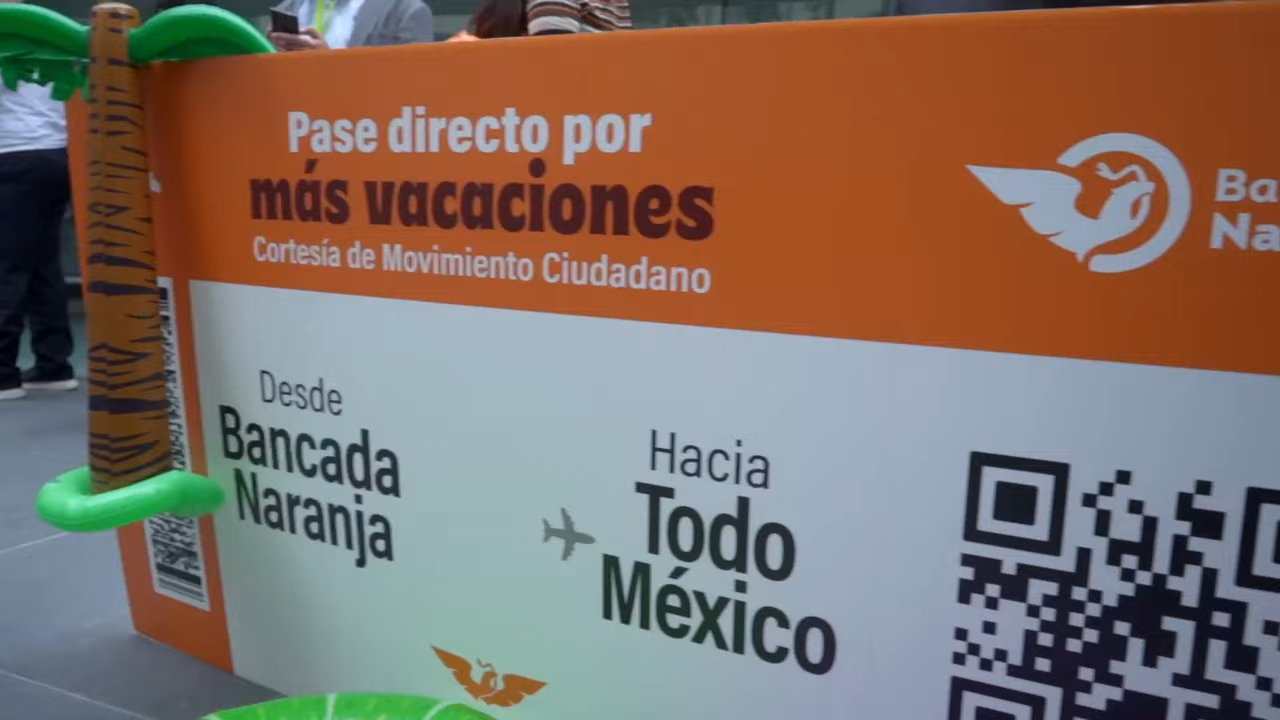 Pase directo por
más vacaciones
Cortesía de Movimiento Ciudadano
Desde
Bancada
Naranja
Hacia
Todo
México